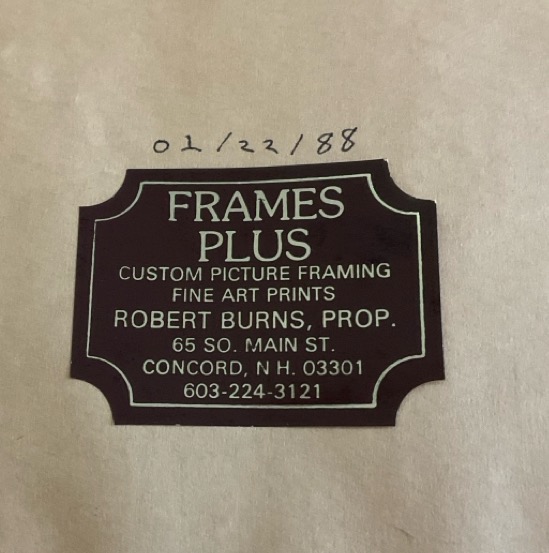 01/22/88
FRAMES
PLUS
CUSTOM PICTURE FRAMING
FINE ART PRINTS
ROBERT BURNS, PROP.
65 SO. MAIN ST.
CONCORD, N H. 03301
603-224-3121